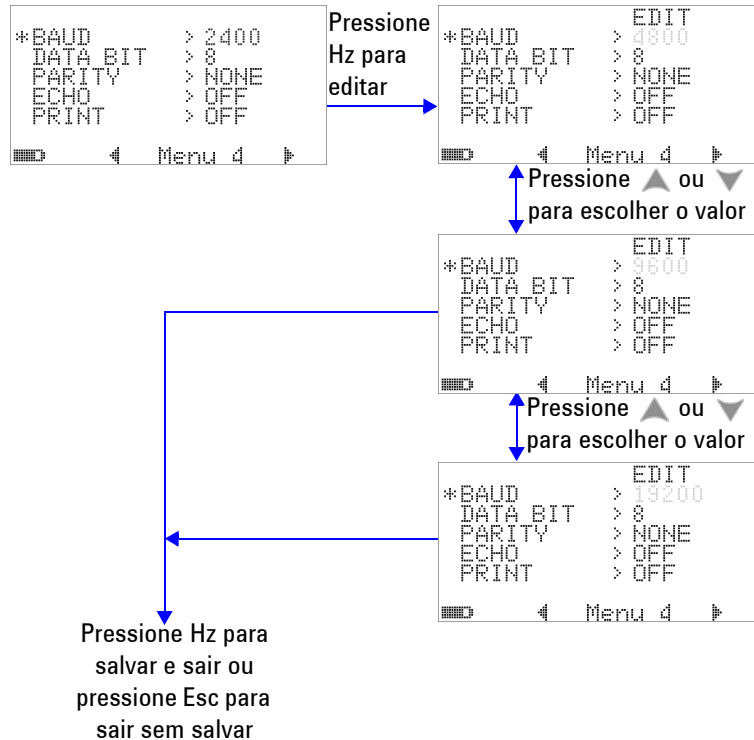 *BAUD > 2400
DATA BIT > 8
PARITY > NONE
ECHO > OFF
PRINT > OFF
Menu 4
Pressione
Hz para
editar
EDIT
*BAUD > 4800
DATA BIT > 8
PARITY > NONE
ECHO > OFF
PRINT > OFF
Menu 4
Pressione ▲ ou ▼
para escolher o valor
EDIT
*BAUD > 9600
DATA BIT > 8
PARITY > NONE
ECHO > OFF
PRINT > OFF
Menu 4
Pressione ▲ ou ▼
para escolher o valor
EDIT
*BAUD > 19200
DATA BIT > 8
PARITY > NONE
ECHO > OFF
PRINT > OFF
Menu 4
Pressione Hz para
salvar e sair ou
pressione Esc para
sair sem salvar